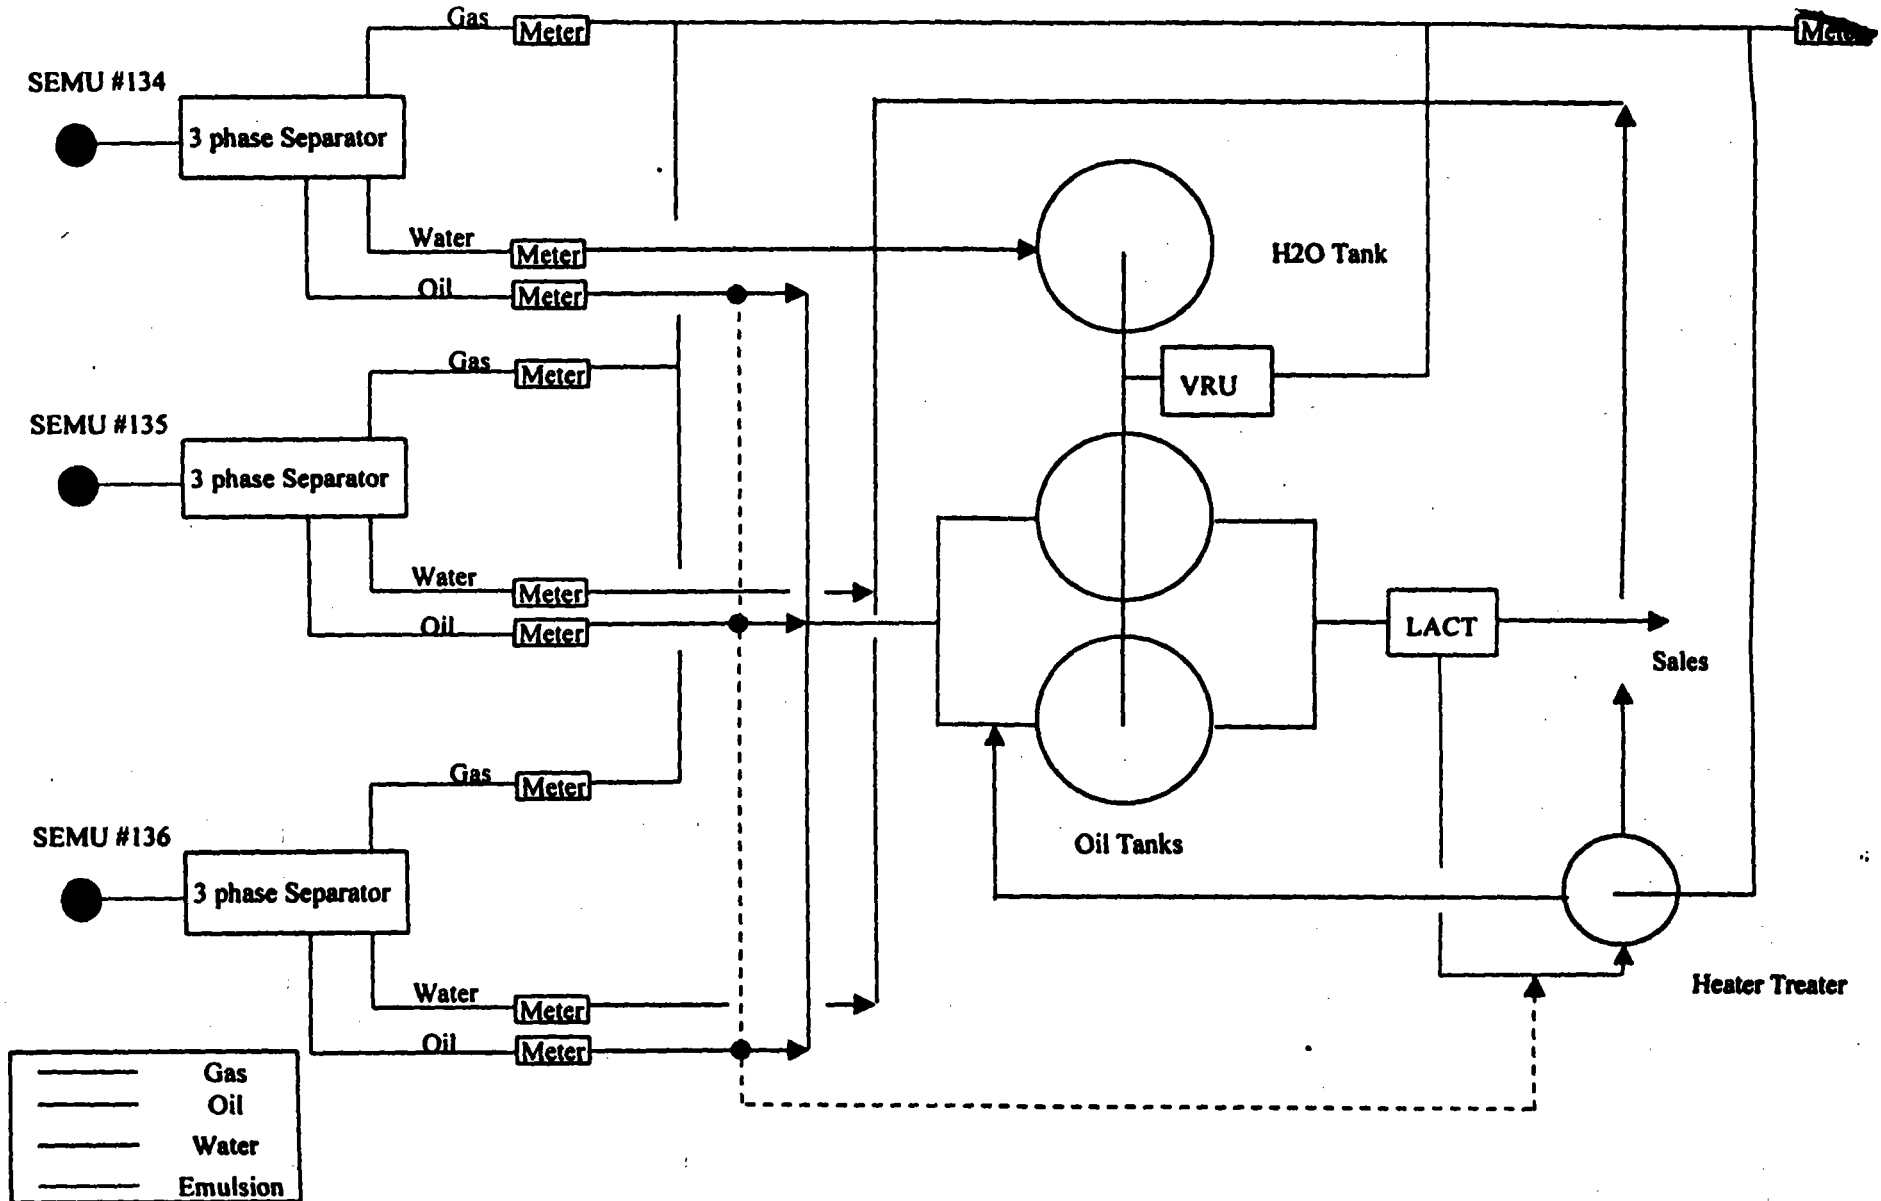 Gas
Meter
Meter
SEMU #134
3 phase Separator
Water
Meter
H2O Tank
Oil
Meter
Gas
Meter
VRU
SEMU #135
3 phase Separator
Water
Meter
Oil
Meter
LACT
Sales
Gas
Meter
SEMU #136
Oil Tanks
3 phase Separator
Water
Meter
Heater Treater
Oil
Meter
Gas
Oil
Water
Emulsion